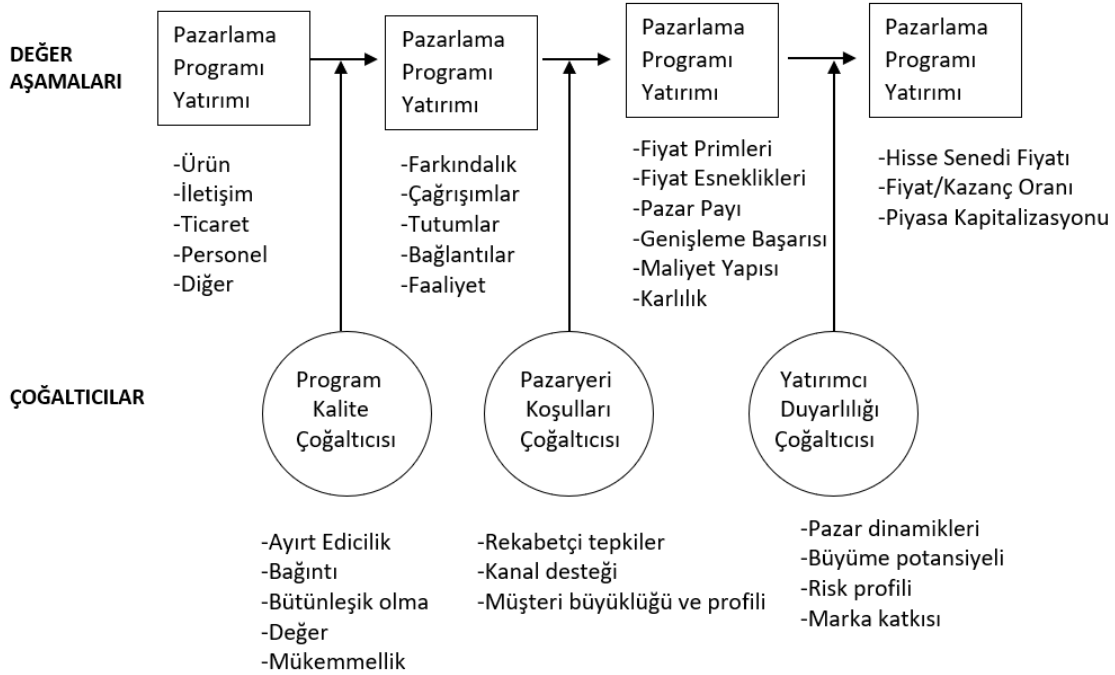 DEĞER
AŞAMALARI
Pazarlama
Programı
Yatırımı
Pazarlama
Programı
Yatırımı
Pazarlama
Programı
Yatırımı
Pazarlama
Programı
Yatırımı
-Ürün
-İletişim
-Ticaret
-Personel
-Diğer
-Farkındalık
-Çağrışımlar
-Tutumlar
-Bağlantılar
-Faaliyet
-Fiyat Primleri
-Fiyat Esneklikleri
-Pazar Payı
-Genişleme Başarısı
-Maliyet Yapısı
-Karlılık
-Hisse Senedi Fiyatı
-Fiyat/Kazanç Oranı
-Piyasa Kapitalizasyonu
ÇOĞALTICILAR
Program
Kalite
Çoğaltıcısı
Pazaryeri
Koşulları
Çoğaltıcısı
Yatırımcı
Duyarlılığı
Çoğaltıcısı
-Ayırt Edicilik
-Bağıntı
-Bütünleşik olma
-Değer
-Mükemmellik
-Rekabetçi tepkiler
-Kanal desteği
-Müşteri büyüklüğü ve profili
-Pazar dinamikleri
-Büyüme potansiyeli
-Risk profili
-Marka katkısı